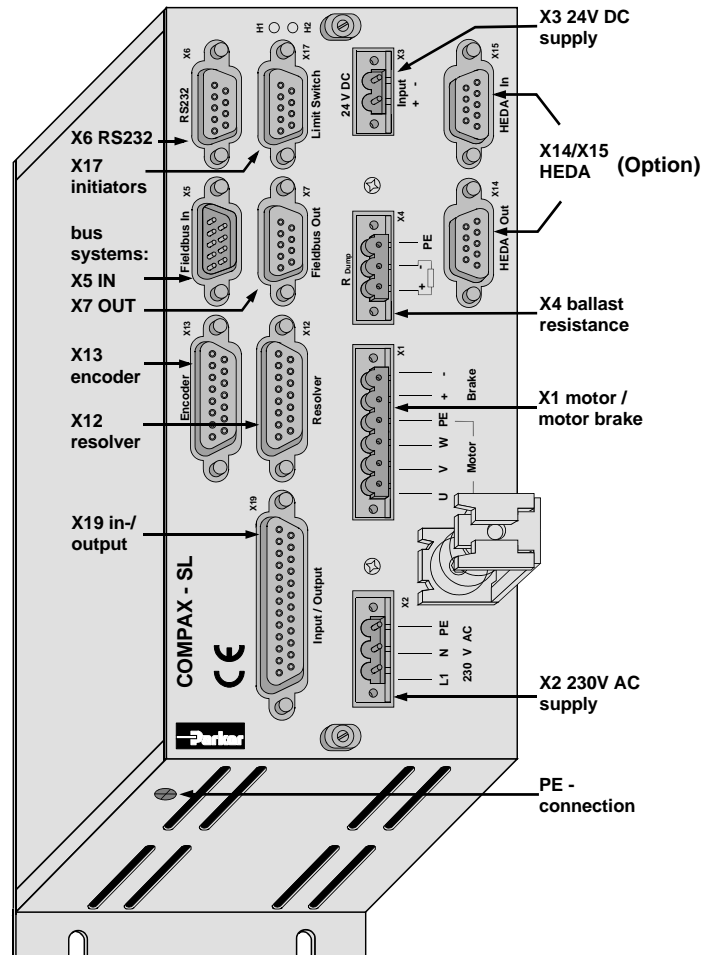 X3 24V DC
supply
H1
H2
X6
X17
X3
X15
RS232
Limit Switch
24 V DC
Input
+ -
HEDA In
X6 RS232
X17
initiators
X14/X15
HEDA
(Option)
X5
X7
X4
X14
Fieldbus In
Fieldbus Out
R Dump
PE
-
+
HEDA Out
bus
systems:
X5 IN
X7 OUT
X4 ballast
resistance
X13
X12
X1
Encoder
Resolver
-
+
Brake
PE
W
V
U
Motor
X13
encoder
X12
resolver
X1 motor /
motor brake
X19 in-/
output
X19
Input / Output
COMPAX - SL
CE
X2
PE
N
L1
230 V AC
X2 230V AC
supply
Parker
PE -
connection